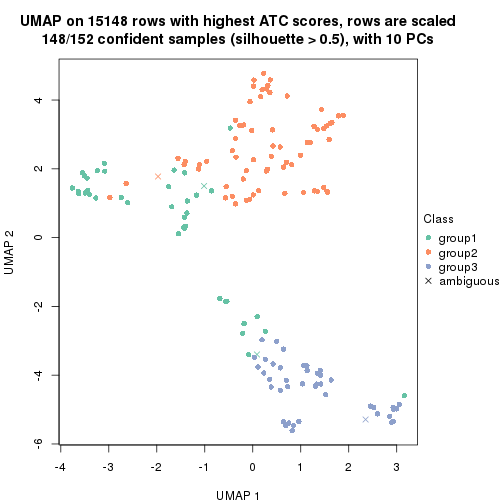 UMAP on 15148 rows with highest ATC scores, rows are scaled
148/152 confident samples (silhouette > 0.5), with 10 PCs
4
2
0
-2
-4
-6
UMAP 2
-4
-3
-2
-1
0
1
2
3
UMAP 1
Class
group1
group2
group3
ambiguous